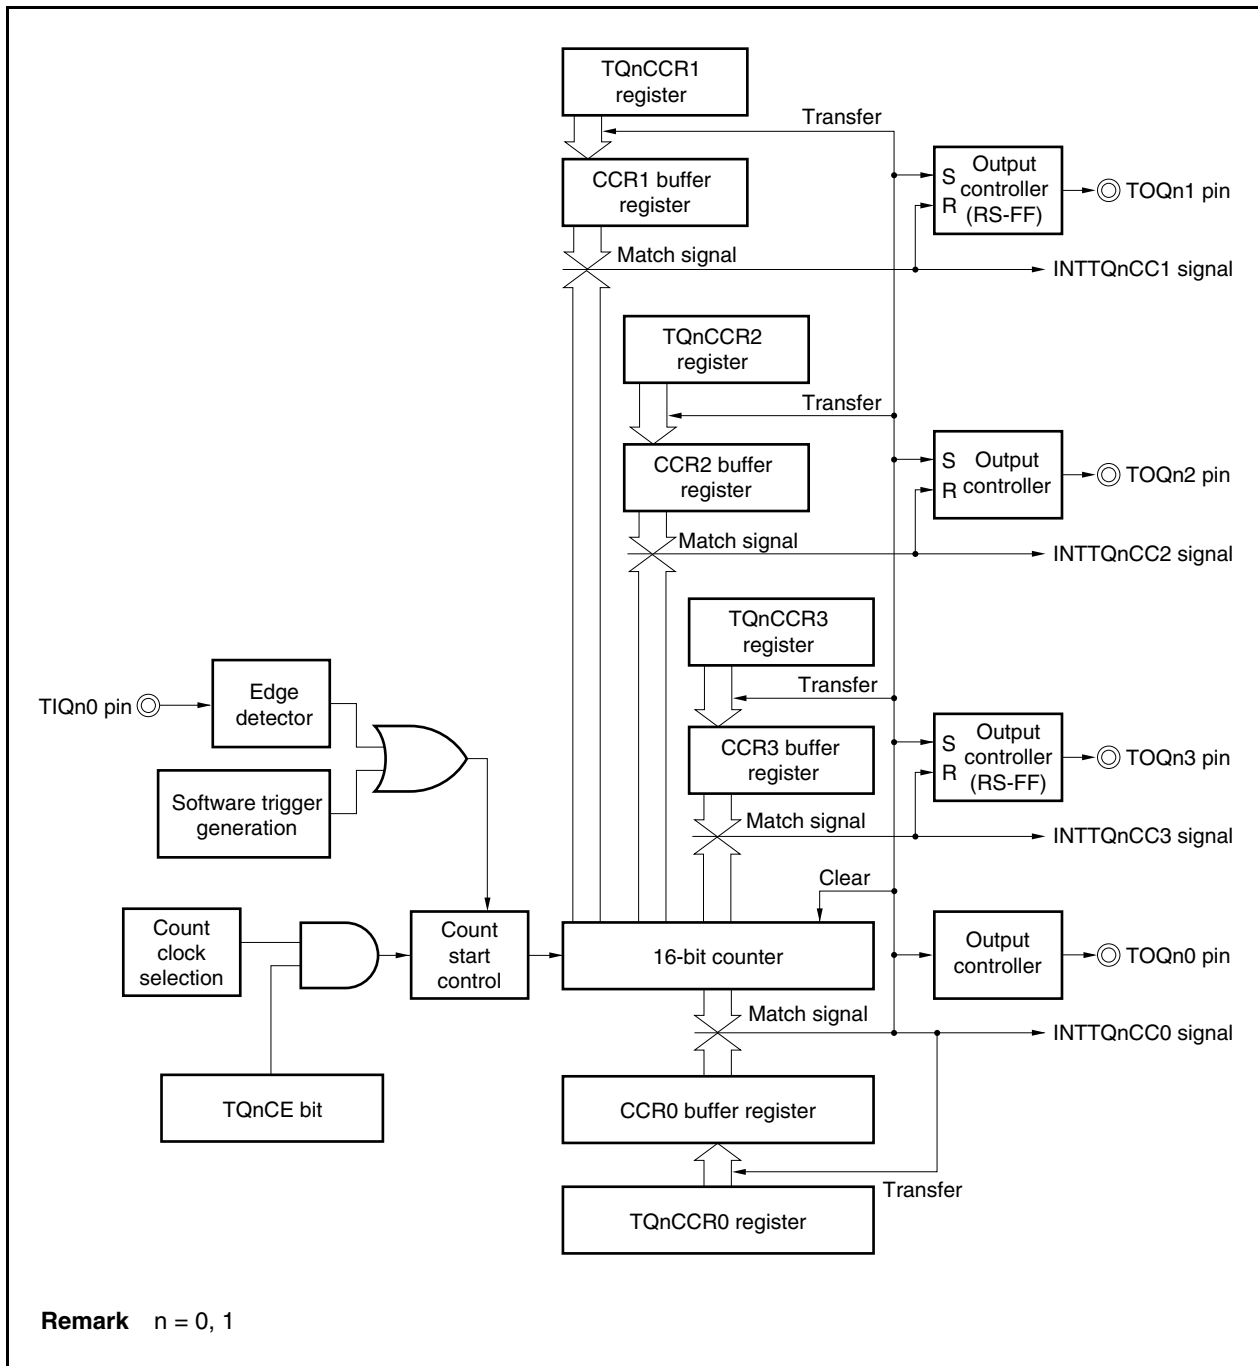 TQnCCR1
register
Transfer
CCR1 buffer
register
S
R
Output
controller
(RS-FF)
TOQn1 pin
Match signal
INTTQnCC1 signal
TQnCCR2
register
Transfer
CCR2 buffer
register
S
R
Output
controller
TOQn2 pin
Match signal
INTTQnCC2 signal
TQnCCR3
register
Transfer
TIQn0 pin
Edge
detector
CCR3 buffer
register
S
R
Output
controller
(RS-FF)
TOQn3 pin
Software trigger
generation
Match signal
INTTQnCC3 signal
Clear
Count
clock
selection
Count
start
control
16-bit counter
Output
controller
TOQn0 pin
Match signal
INTTQnCC0 signal
TQnCE bit
CCR0 buffer register
Transfer
TQnCCR0 register
Remark n = 0, 1